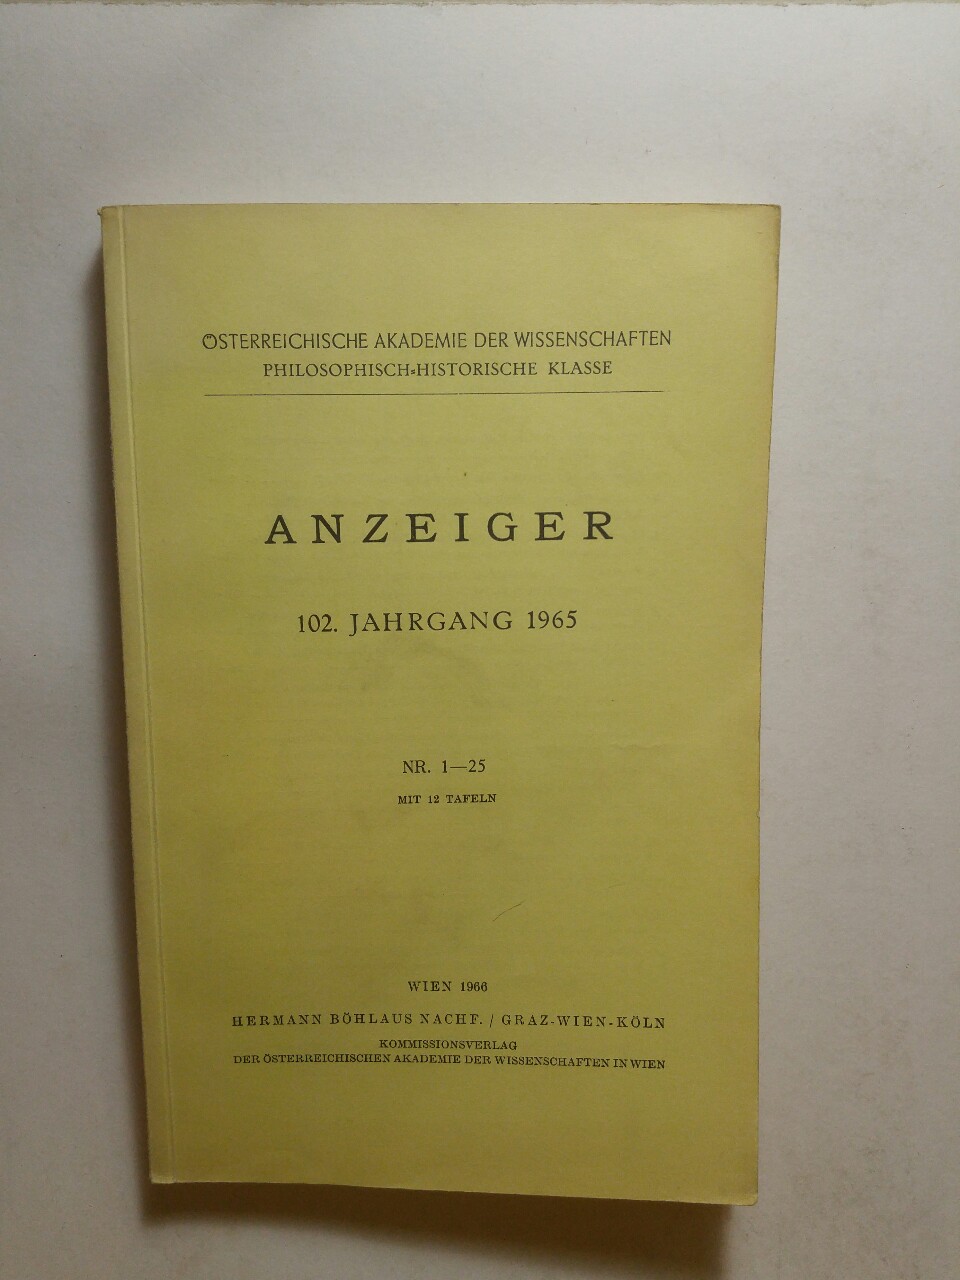 ÖSTERREICHISCHE AKADEMIE DER WISSENSCHAFTEN
PHILOSOPHISCH-HISTORISCHE KLASSE
ANZEIGER
102. JAHRGANG 1965
NR. 1—25
MIT 12 TAFELN
WIEN 1966
HERMANN BÖHLAUS NACHF. / GRAZ-WIEN-KÖLN
KOMMISSIONSVERLAG
DER ÖSTERREICHISCHEN AKADEMIE DER WISSENSCHAFTEN IN WIEN